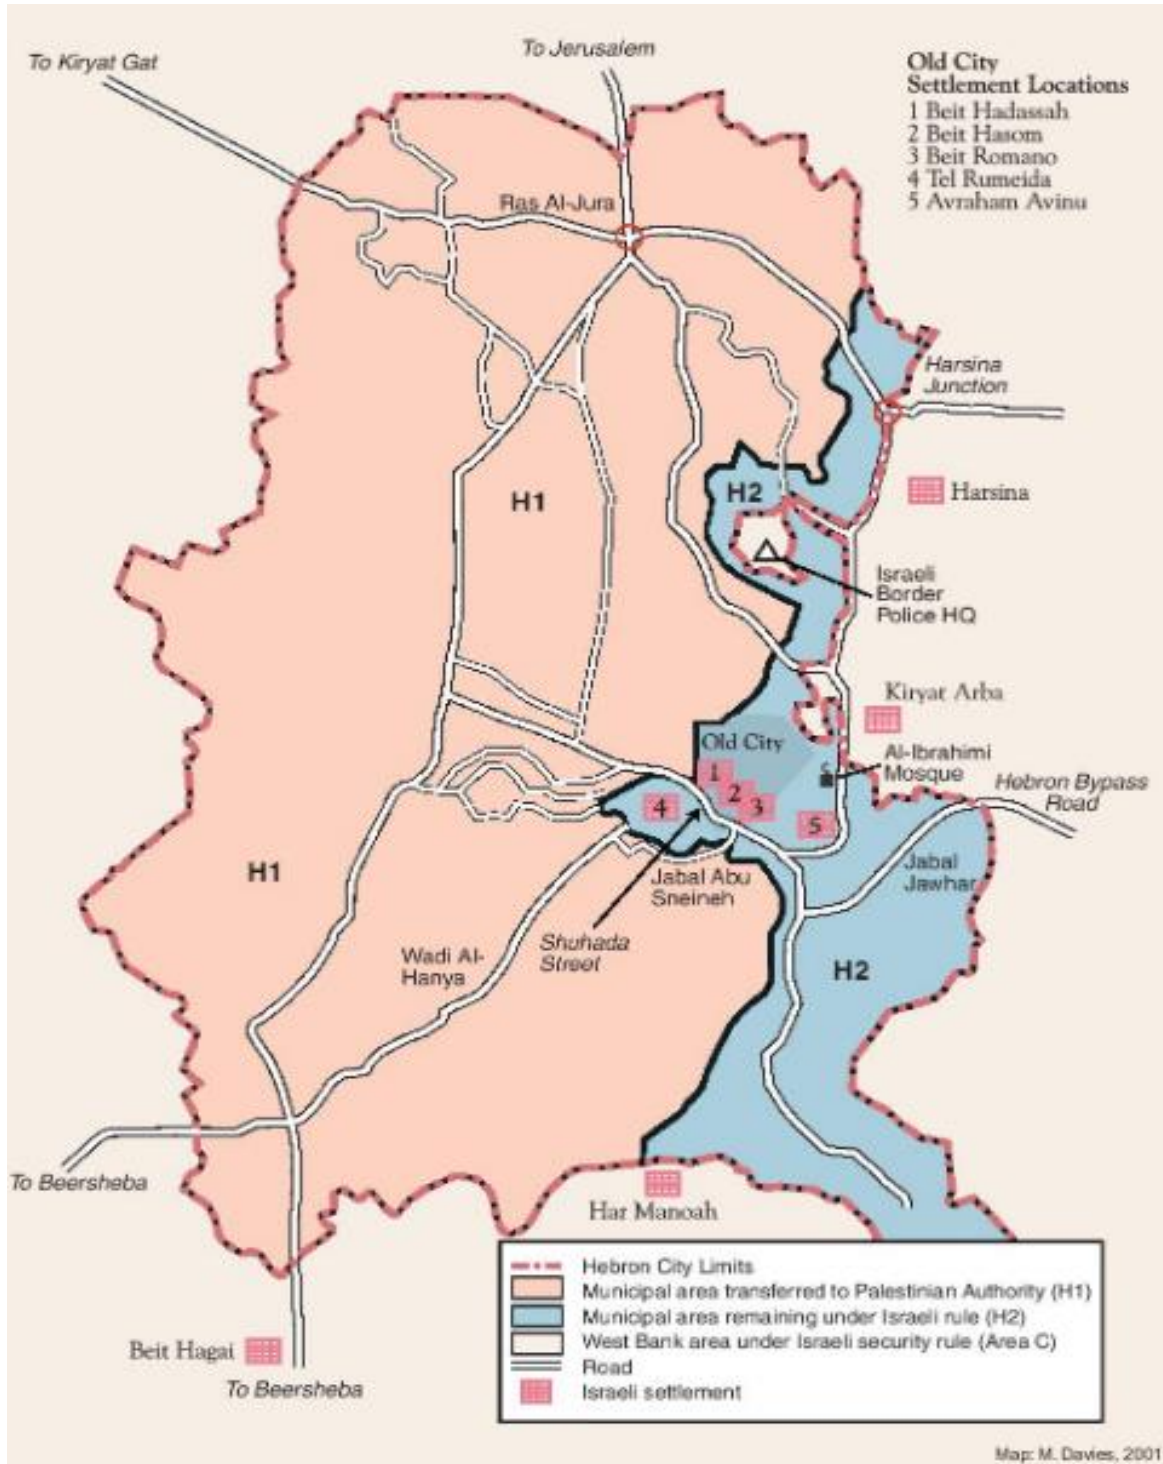 To Kiryat Gat
To Jerusalem
Old City
Settlement Locations
1 Beit Hadassah
2 Beit Hasom
3 Beit Romano
4 Tel Rumeida
5 Avraham Avinu
Ras Al-Jura
Harsina
Junction
H1
H2
Harsina
Israeli
Border
Police HQ
Kiryat Arba
Old City
Al-Ibrahimi
Mosque
Hebron Bypass
Road
1
2
3
4
5
H1
Jabal Abu
Sneineh
Jabal
Jawhar
Shuhada
Street
Wadi Al-
Hanya
H2
To Beersheba
Har Manoah
Beit Hagai
To Beersheba
Hebron City Limits
Municipal area transferred to Palestinian Authority (H1)
Municipal area remaining under Israeli rule (H2)
West Bank area under Israeli security rule (Area C)
Road
Israeli settlement
Map: M. Davies, 2001